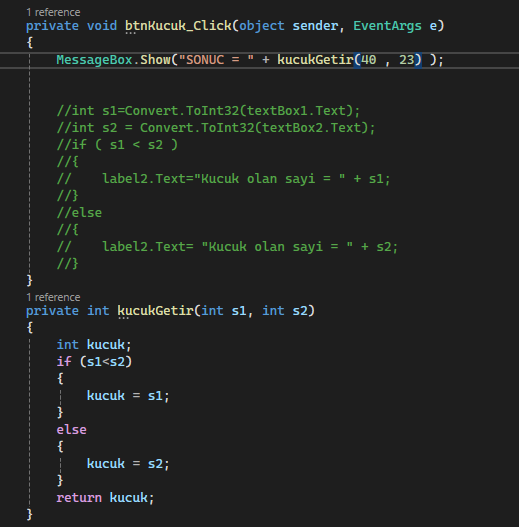 1 reference
private void btnKucuk_Click(object sender, EventArgs e)
{
MessageBox.Show("SONUC = " + kucukGetir(40 , 23) );
//int s1=Convert.ToInt32(textBox1.Text);
//int s2 = Convert.ToInt32(textBox2.Text);
//if ( s1 < s2 )
//{
//    label2.Text="Kucuk olan sayi = " + s1;
//}
//else
//{
//    label2.Text= "Kucuk olan sayi = " + s2;
//}
}
1 reference
private int kucukGetir(int s1, int s2)
{
int kucuk;
if (s1<s2)
{
kucuk = s1;
}
else
{
kucuk = s2;
}
return kucuk;
}